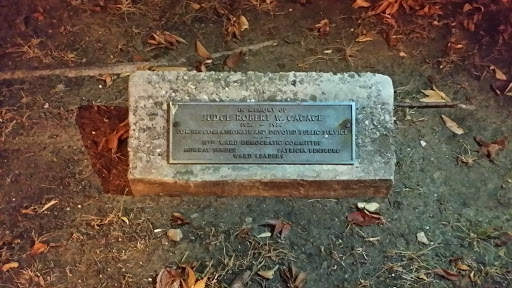 IN MEMORY OF
JUDGE ROBERT W. CACACE
FOR HIS COMPASSIONATE AND DEVOTED PUBLIC SERVICE
WARD DEMOCRATIC COMMITTEE
MURRAY PATRICIA
WARD LEADERS